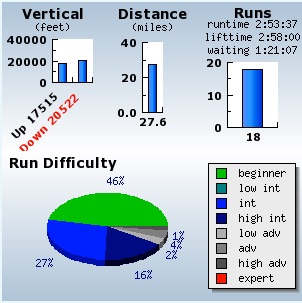 Vertical
(feet)
40000
20000
0
Up 17515
Down 20522
Distance
(miles)
40
20
0.0
27.6
Runs
runtime 2:53:37
lifttime 2:58:00
waiting 1:21:07
20
10
0
18
Run Difficulty
46%
1%
4%
2%
16%
27%
beginner
low int
int
high int
low adv
adv
high adv
expert